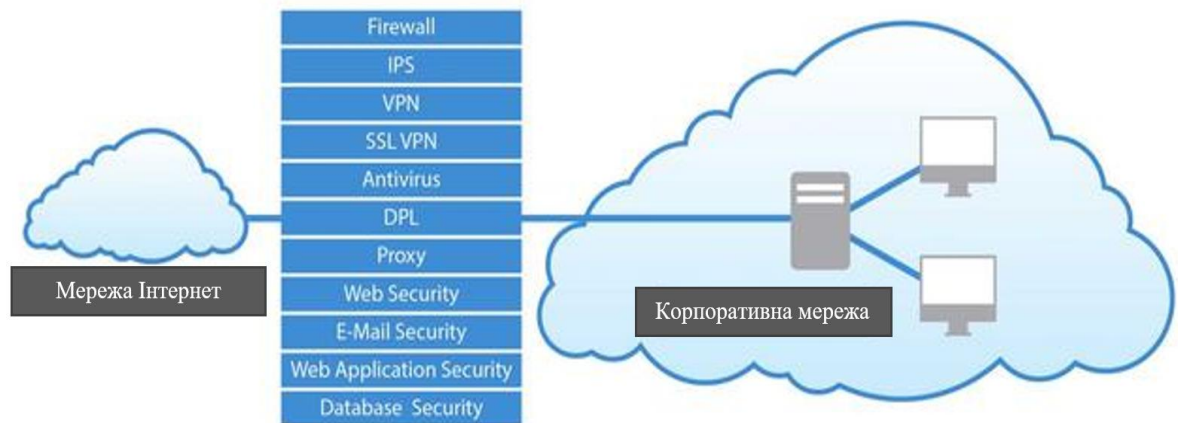 Firewall
IPS
VPN
SSL VPN
Antivirus
DPL
Proxy
Web Security
E-Mail Security
Web Application Security
Database Security
Мережа Інтернет
Корпоративна мережа